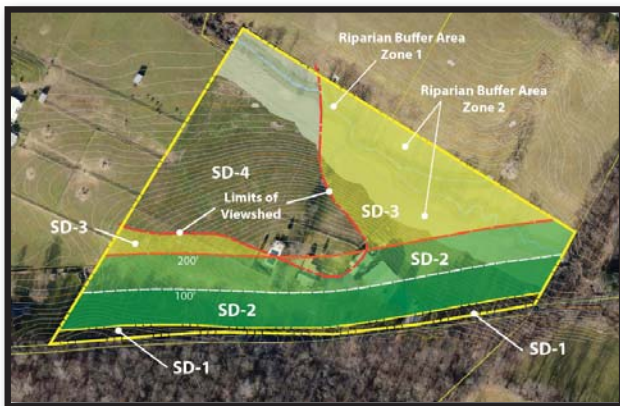 Riparian Buffer Area
Zone 1
Riparian Buffer Area
Zone 2
SD-4
Limits of
Viewshed
SD-3
SD-3
SD-2
200'
100'
SD-2
SD-1
SD-1